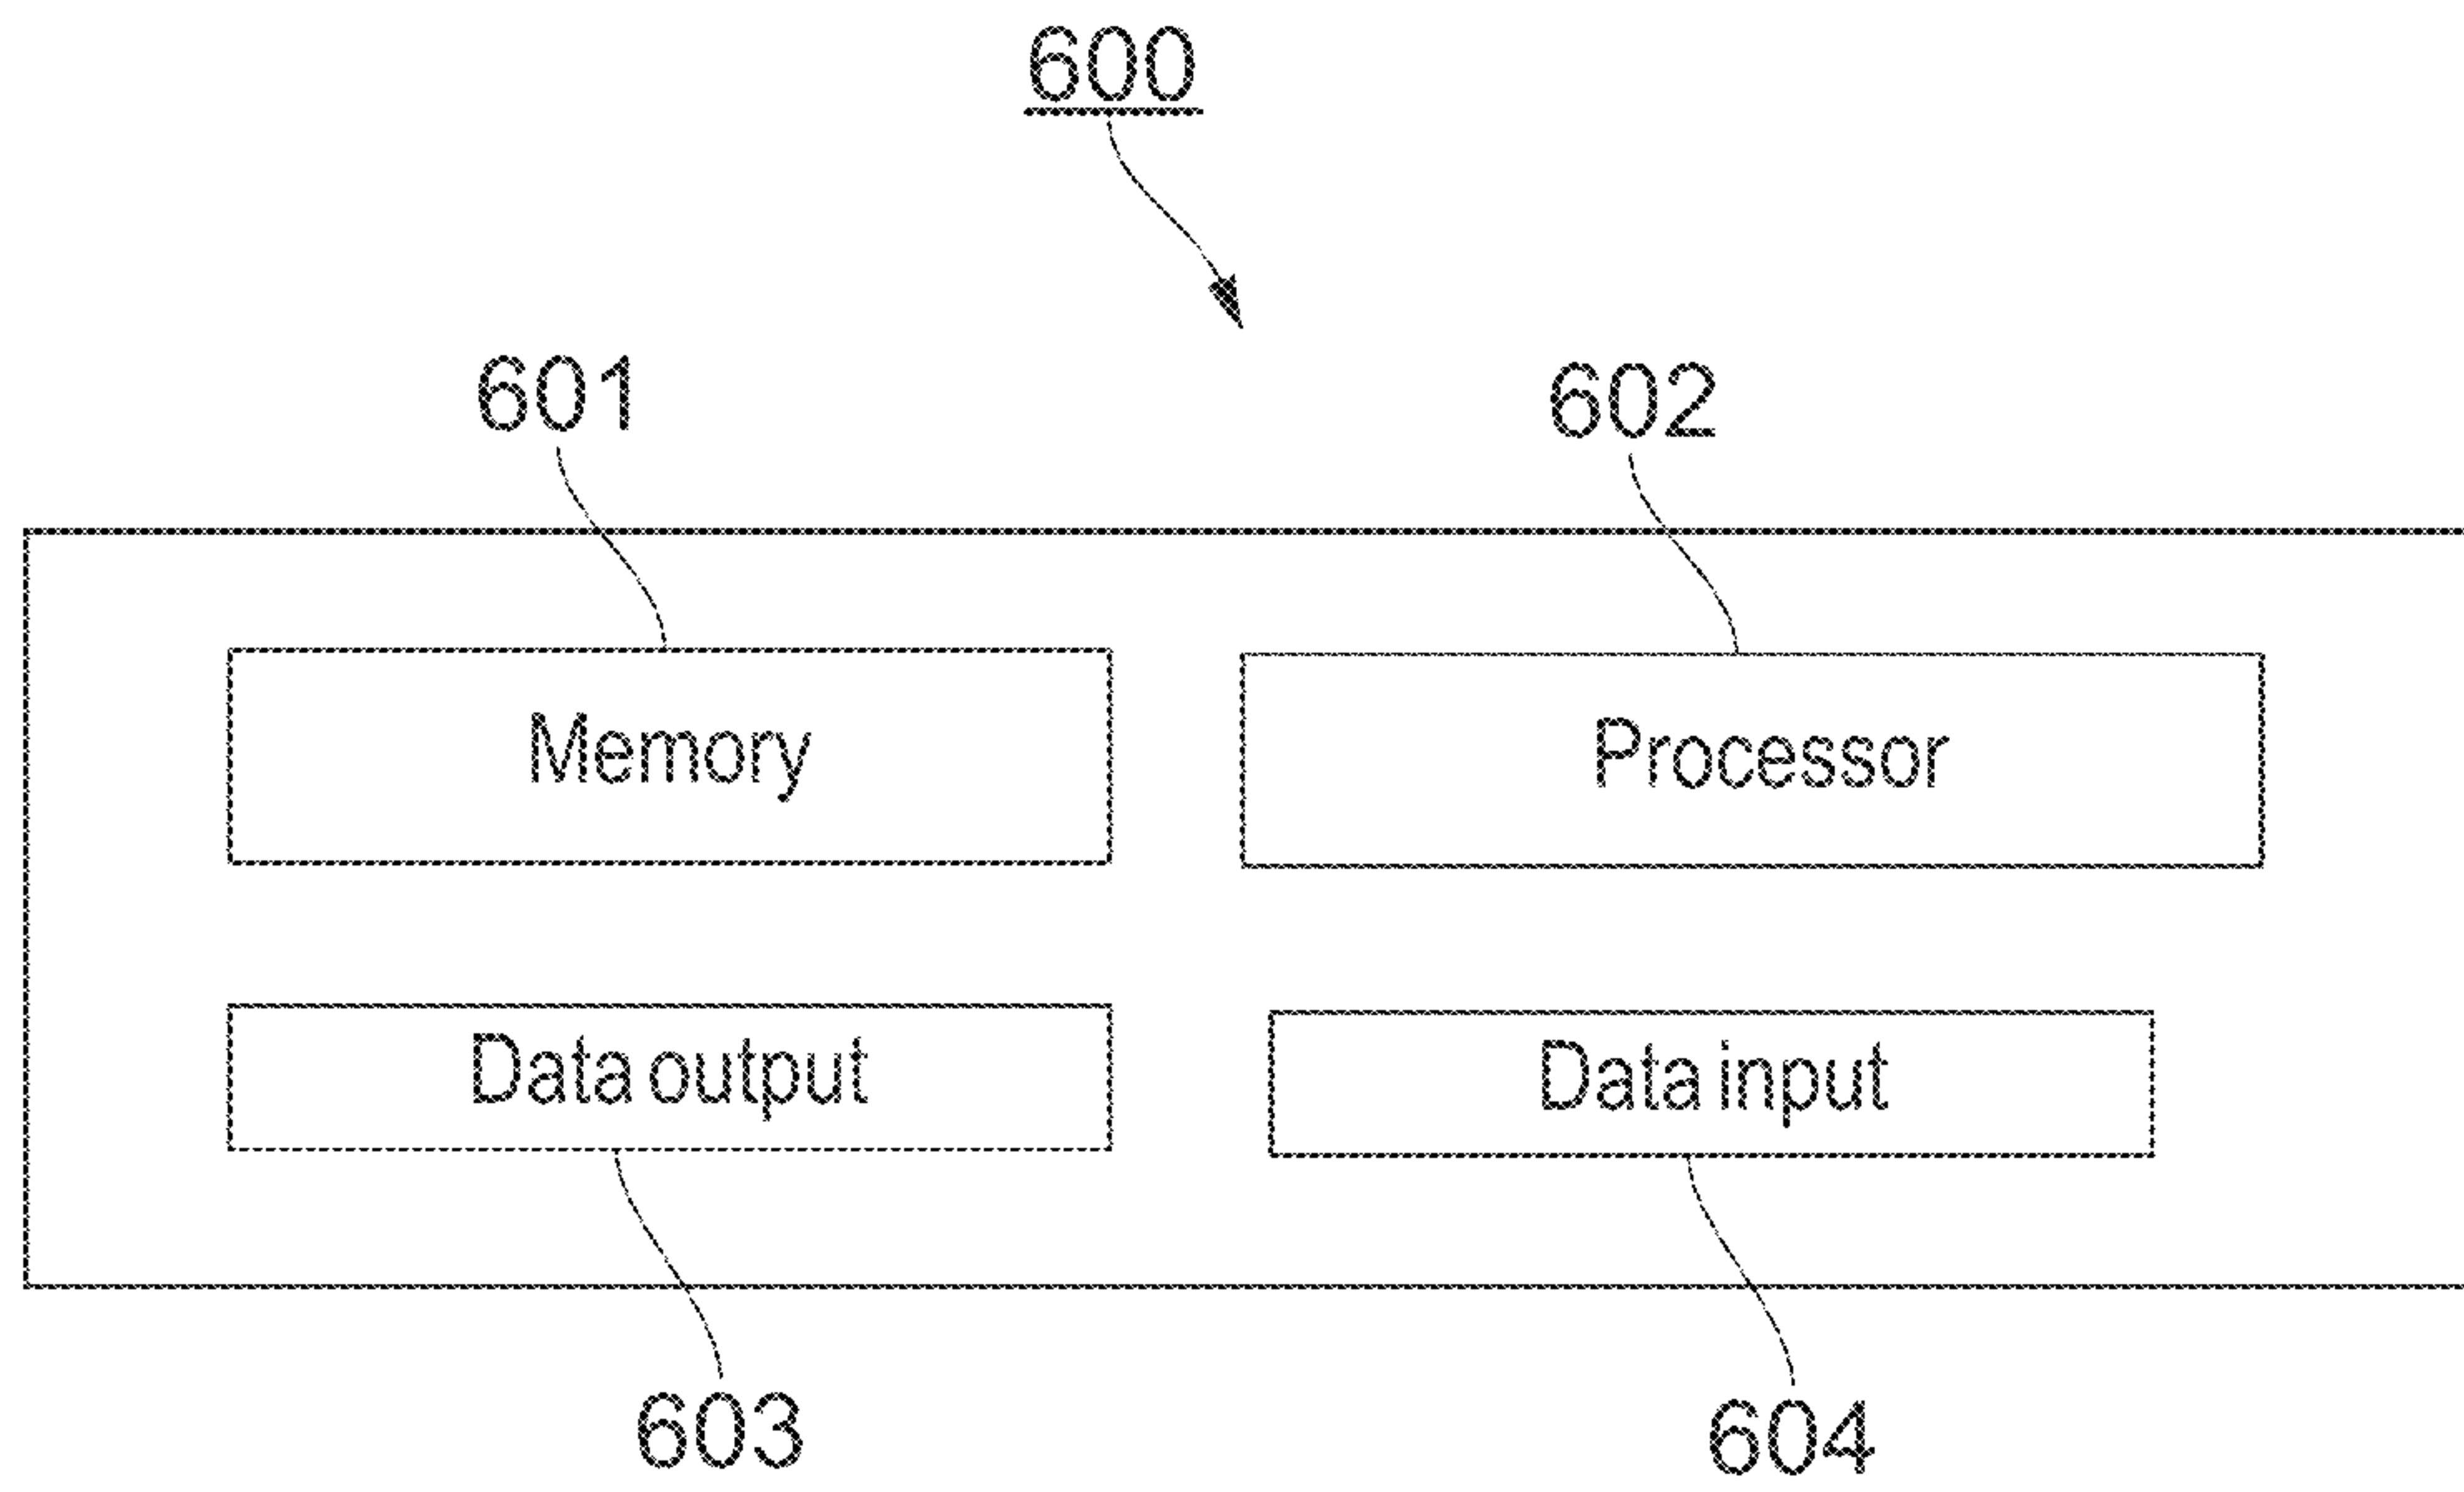 600
601
602
Memory
Processor
Data output
Data input
603
604